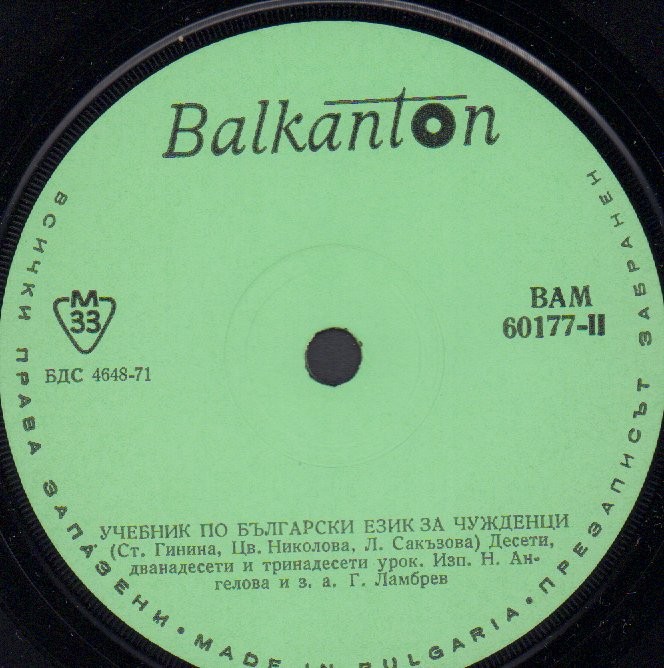 Balkanton
M
33
БДС 4648-71
ВАМ
60177-II
УЧЕБНИК ПО БЪЛГАРСКИ ЕЗИК ЗА ЧУЖДЕНЦИ
(Ст. Гинина, Цв. Николова, Л. Сакъзова) Десети,
дванадесети и тринадесети урок. Изп. Н. Ан-
гелова и з. а. Г. Ламбрев
ВСИЧКИ ПРАВА ЗАПАЗЕНИ • MADE IN BULGARIA • ПРЕЗАПИСЪТ ЗАБРАНЕН